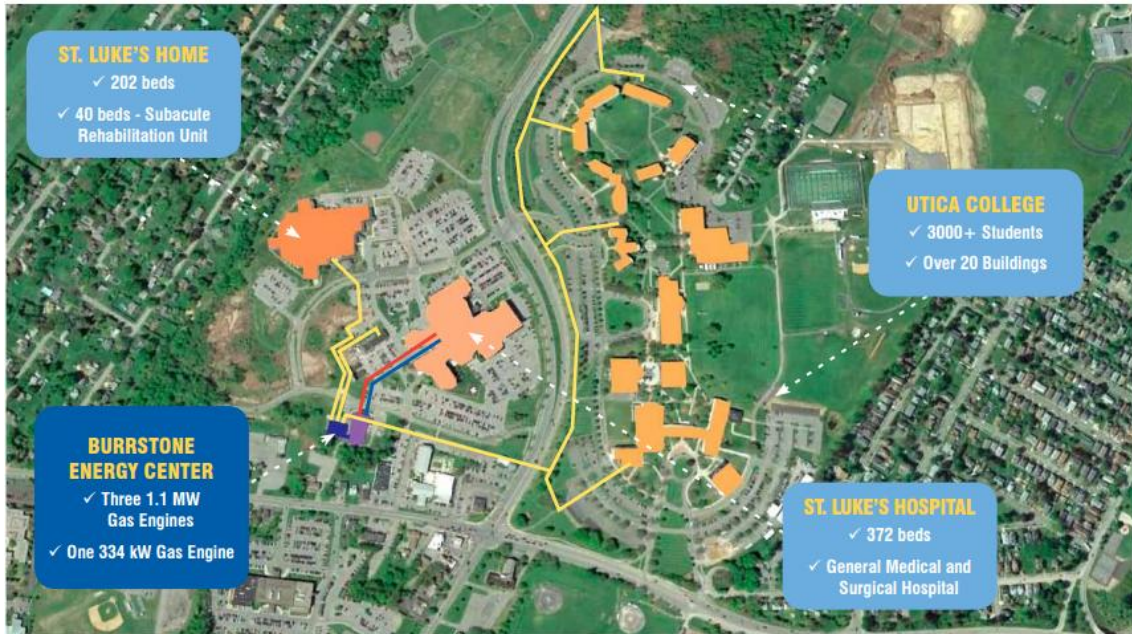 ST. LUKE'S HOME
✓ 202 beds
✓ 40 beds - Subacute
Rehabilitation Unit
UTICA COLLEGE
✓ 3000+ Students
✓ Over 20 Buildings
BURRSTONE
ENERGY CENTER
✓ Three 1.1 MW
Gas Engines
✓ One 334 kW Gas Engine
ST. LUKE'S HOSPITAL
✓ 372 beds
✓ General Medical and
Surgical Hospital